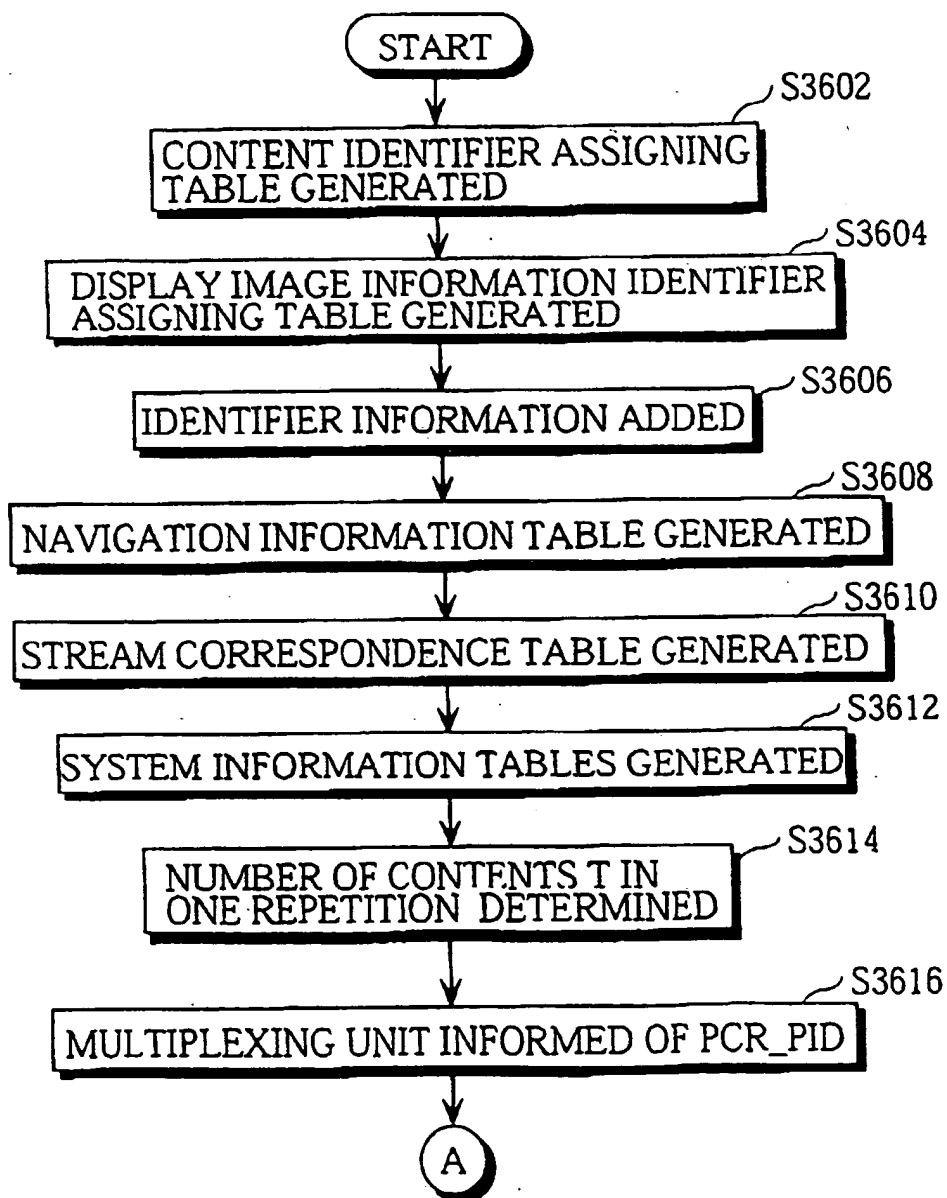 START
S3602
CONTENT IDENTIFIER ASSIGNING
TABLE GENERATED
S3604
DISPLAY IMAGE INFORMATION IDENTIFIER
ASSIGNING TABLE GENERATED
S3606
IDENTIFIER INFORMATION ADDED
S3608
NAVIGATION INFORMATION TABLE GENERATED
S3610
STREAM CORRESPONDENCE TABLE GENERATED
S3612
SYSTEM INFORMATION TABLES GENERATED
S3614
NUMBER OF CONTENTS T IN
ONE REPETITION DETERMINED
S3616
MULTIPLEXING UNIT INFORMED OF PCR_PID
A